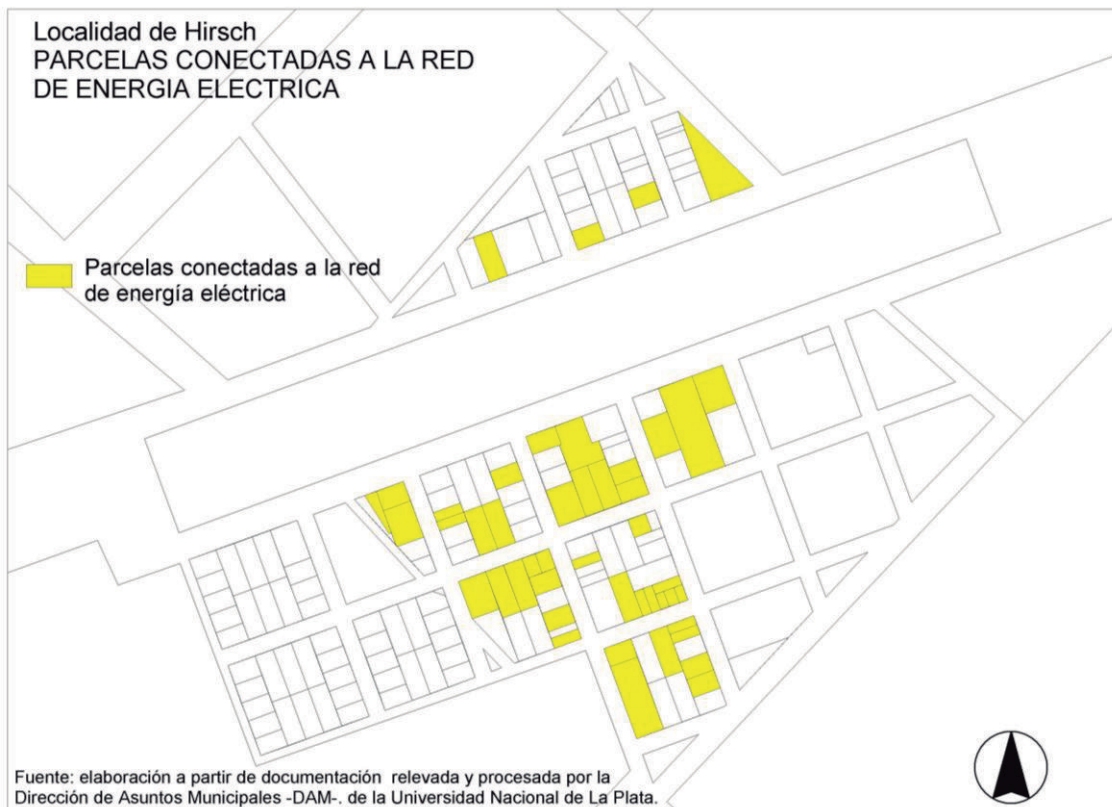 Localidad de Hirsch
PARCELAS CONECTADAS A LA RED
DE ENERGIA ELECTRICA
Parcelas conectadas a la red
de energía eléctrica
Fuente: elaboración a partir de documentación relevada y procesada por la
Dirección de Asuntos Municipales -DAM-. de la Universidad Nacional de La Plata.